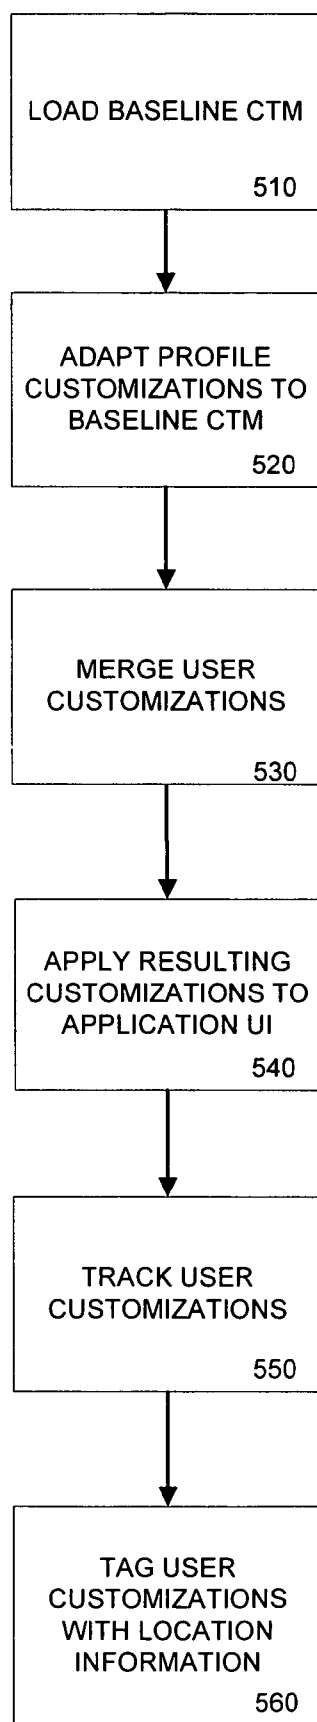 LOAD BASELINE CTM
510
ADAPT PROFILE
CUSTOMIZATIONS TO
BASELINE CTM
520
MERGE USER
CUSTOMIZATIONS
530
APPLY RESULTING
CUSTOMIZATIONS TO
APPLICATION UI
540
TRACK USER
CUSTOMIZATIONS
550
TAG USER
CUSTOMIZATIONS
WITH LOCATION
INFORMATION
560